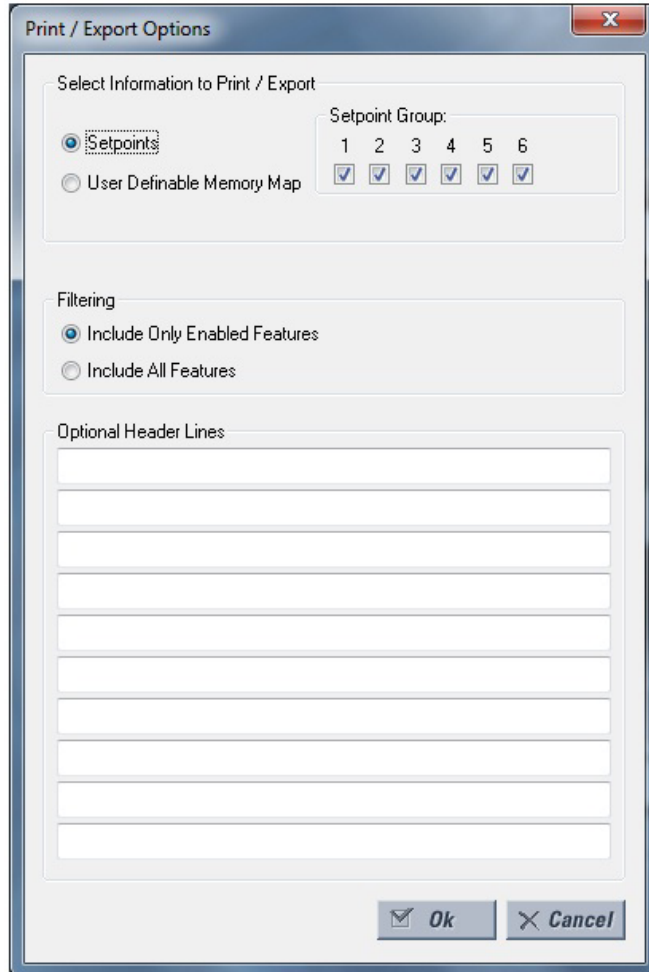 Print / Export Options
Select Information to Print / Export
Setpoints
Setpoint Group:
1 2 3 4 5 6
User Definable Memory Map
Filtering
Include Only Enabled Features
Include All Features
Optional Header Lines
Ok
Cancel